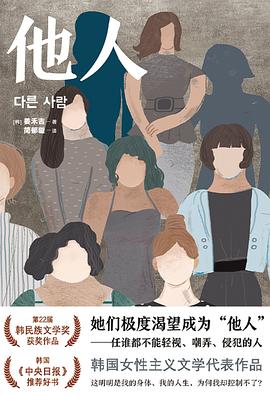 他人
다른 사람
[韩] 姜禾吉 著
简郁璇 译
第22届
韩民族文学奖
获奖作品
她们极度渴望成为“他人”
——任谁都不能轻视、嘲弄、侵犯的人
韩国
《中央日报》
推荐好书
韩国女性主义文学代表作品
这明明是我的身体、我的人生，为何我却控制不了？